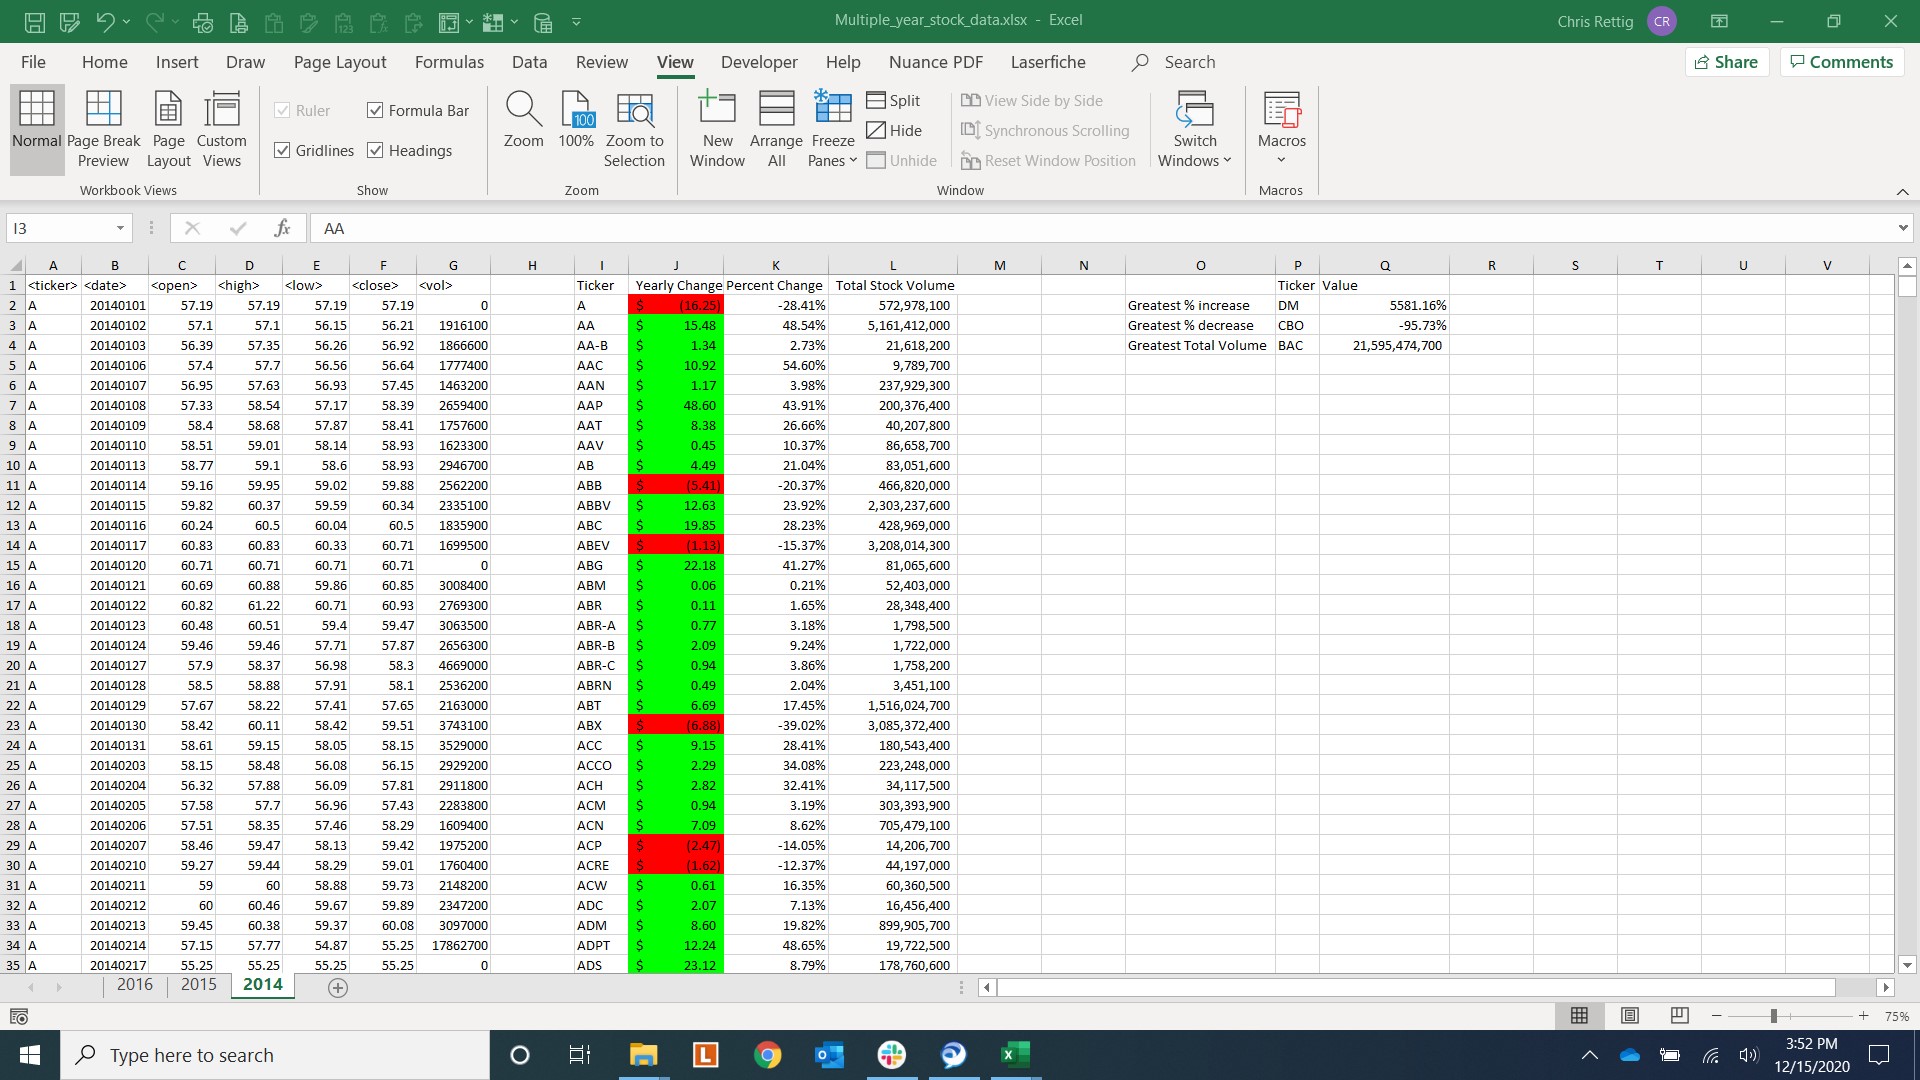 Multiple_year_stock_data.xlsx - Excel
Chris Rettig CR
File Home Insert Draw Page Layout Formulas Data Review View Developer Help Nuance PDF Laserfiche Search Share Comments
Normal Page Break Preview Page Layout Custom Views
Workbook Views
Ruler Formula Bar
Gridlines Headings
Show
Zoom 100 100% Zoom to Selection
Zoom
New Window Arrange All Freeze Panes
Split
Hide
Unhide
View Side by Side
Synchronous Scrolling
Reset Window Position
Switch Windows
Window
Macros
Macros
I3 fx AA
A B C D E F G H I J K L M N O P Q R S T U V
1 <ticker> <date> <open> <high> <low> <close> <vol> Ticker Yearly Change Percent Change Total Stock Volume Ticker Value
2 A 20140101 57.19 57.19 57.19 57.19 0 A $ (16.25) -28.41% 572,978,100 Greatest % increase DM 5581.16%
3 A 20140102 57.1 57.1 56.15 56.21 1916100 AA $ 15.48 48.54% 5,161,412,000 Greatest % decrease CBO -95.73%
4 A 20140103 56.39 57.35 56.26 56.92 1866600 AA-B $ 1.34 2.73% 21,618,200 Greatest Total Volume BAC 21,595,474,700
5 A 20140106 57.4 57.7 56.56 56.64 1777400 AAC $ 10.92 54.60% 9,789,700
6 A 20140107 56.95 57.63 56.93 57.45 1463200 AAN $ 1.17 3.98% 237,929,300
7 A 20140108 57.33 58.54 57.17 58.39 2659400 AAP $ 48.60 43.91% 200,376,400
8 A 20140109 58.4 58.68 57.87 58.41 1757600 AAT $ 8.38 26.66% 40,207,800
9 A 20140110 58.51 59.01 58.14 58.93 1623300 AAV $ 0.45 10.37% 86,658,700
10 A 20140113 58.77 59.1 58.6 58.93 2946700 AB $ 4.49 21.04% 83,051,600
11 A 20140114 59.16 59.95 59.02 59.88 2562200 ABB $ (5.41) -20.37% 466,820,000
12 A 20140115 59.82 60.37 59.59 60.34 2335100 ABBV $ 12.63 23.92% 2,303,237,600
13 A 20140116 60.24 60.5 60.04 60.5 1835900 ABC $ 19.85 28.23% 428,969,000
14 A 20140117 60.83 60.83 60.33 60.71 1699500 ABEV $ (1.13) -15.37% 3,208,014,300
15 A 20140120 60.71 60.71 60.71 60.71 0 ABG $ 22.18 41.27% 81,065,600
16 A 20140121 60.69 60.88 59.86 60.85 3008400 ABM $ 0.06 0.21% 52,403,000
17 A 20140122 60.82 61.22 60.71 60.93 2769300 ABR $ 0.11 1.65% 28,348,400
18 A 20140123 60.48 60.51 59.4 59.47 3063500 ABR-A $ 0.77 3.18% 1,798,500
19 A 20140124 59.46 59.46 57.71 57.87 2656300 ABR-B $ 2.09 9.24% 1,722,000
20 A 20140127 57.9 58.37 56.98 58.3 4669000 ABR-C $ 0.94 3.86% 1,758,200
21 A 20140128 58.5 58.88 57.91 58.1 2536200 ABRN $ 0.49 2.04% 3,451,100
22 A 20140129 57.67 58.22 57.41 57.65 2163000 ABT $ 6.69 17.45% 1,516,024,700
23 A 20140130 58.42 60.11 58.42 59.51 3743100 ABX $ (6.88) -39.02% 3,085,372,400
24 A 20140131 58.61 59.15 58.05 58.15 3529000 ACC $ 9.15 28.41% 180,543,400
25 A 20140203 58.15 58.48 56.08 56.15 2929200 ACCO $ 2.29 34.08% 223,248,000
26 A 20140204 56.32 57.88 56.09 57.81 2911800 ACH $ 2.82 32.41% 34,117,500
27 A 20140205 57.58 57.7 56.96 57.43 2283800 ACM $ 0.94 3.19% 303,393,900
28 A 20140206 57.51 58.35 57.46 58.29 1609400 ACN $ 7.09 8.62% 705,479,100
29 A 20140207 58.46 59.47 58.13 59.42 1975200 ACP $ (2.47) -14.05% 14,206,700
30 A 20140210 59.27 59.44 58.29 59.01 1760400 ACRE $ (1.62) -12.37% 44,197,000
31 A 20140211 59 60 58.88 59.73 2148200 ACW $ 0.61 16.35% 60,360,500
32 A 20140212 60 60.46 59.67 59.89 2347200 ADC $ 2.07 7.13% 16,456,400
33 A 20140213 59.45 60.38 59.37 60.08 3097000 ADM $ 8.60 19.82% 899,905,700
34 A 20140214 57.15 57.77 54.87 55.25 17862700 ADPT $ 12.24 48.65% 19,722,500
35 A 20140217 55.25 55.25 55.25 55.25 0 ADS $ 23.12 8.79% 178,760,600
2016 2015 2014
75%
Type here to search
3:52 PM
12/15/2020